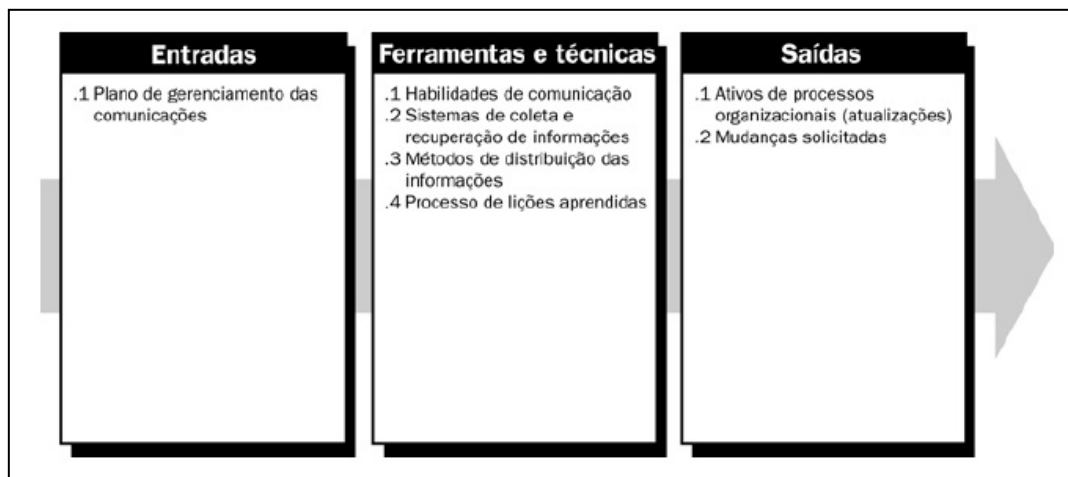 Entradas
.1 Plano de gerenciamento das
comunicações
Ferramentas e técnicas
.1 Habilidades de comunicação
.2 Sistemas de coleta e
recuperação de informações
.3 Métodos de distribuição das
informações
.4 Processo de lições aprendidas
Saídas
.1 Ativos de processos
organizacionais (atualizações)
.2 Mudanças solicitadas